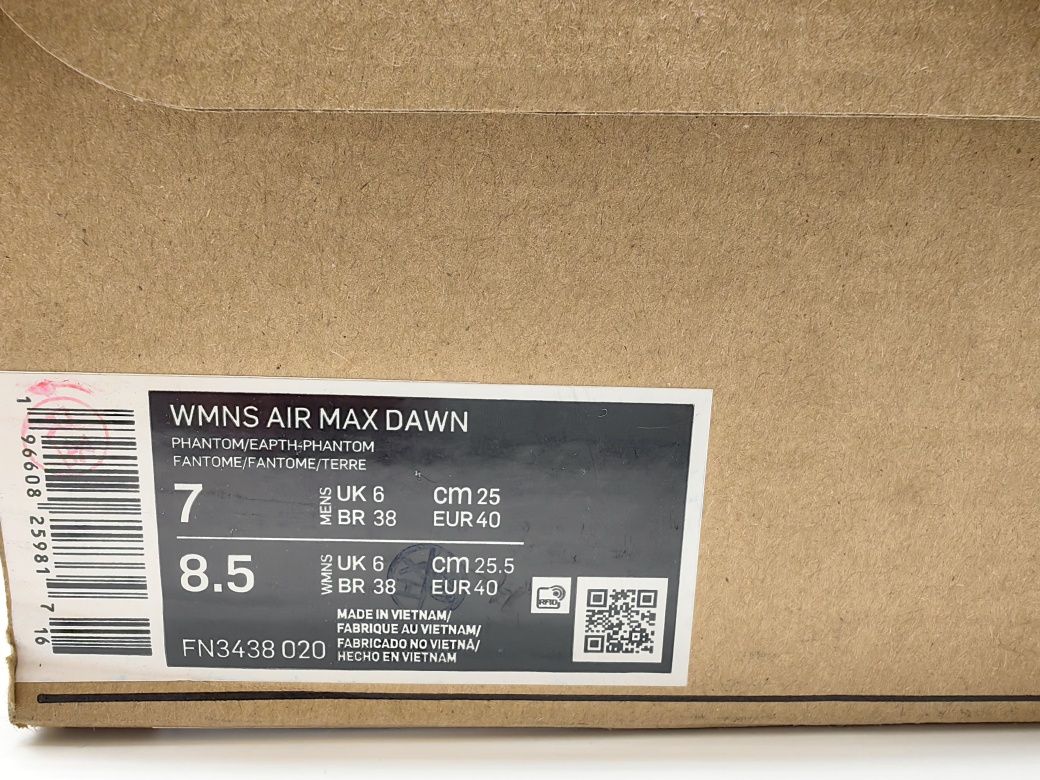 WMNS AIR MAX DAWN
PHANTOM/EAPTH-PHANTOM
FANTOME/FANTOME/TERRE
7 MENS UK 6 cm 25
BR 38 EUR 40
8.5 WMNS UK 6 cm 25.5
BR 38 EUR 40
MADE IN VIETNAM/
FABRIQUE AU VIETNAM/
FABRICADO NO VIETNÁ/
HECHO EN VIETNAM
FN3438 020
RFID
1 96608 25981 7 16